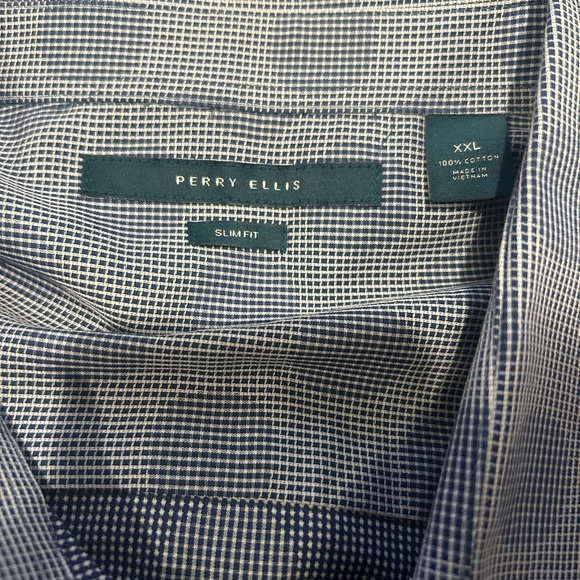 PERRY ELLIS
SLIM FIT
XXL
100% COTTON
MADE IN
VIETNAM